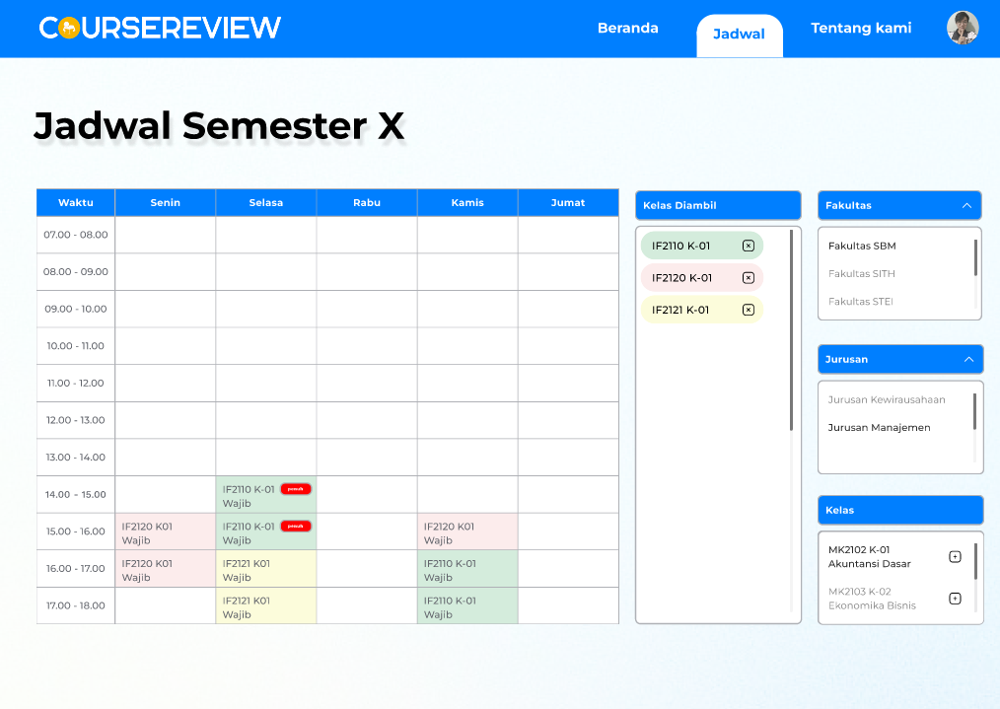 COURSEREVIEW
Beranda
Jadwal
Tentang kami
Jadwal Semester X
Waktu Senin Selasa Rabu Kamis Jumat
07.00 - 08.00
08.00 - 09.00
09.00 - 10.00
10.00 - 11.00
11.00 - 12.00
12.00 - 13.00
13.00 - 14.00
14.00 - 15.00
IF2110 K-01 penuh
Wajib
15.00 - 16.00
IF2120 K01
Wajib
IF2110 K-01 penuh
Wajib
IF2120 K01
Wajib
16.00 - 17.00
IF2120 K01
Wajib
IF2121 K01
Wajib
IF2110 K-01
Wajib
17.00 - 18.00
IF2121 K01
Wajib
IF2110 K-01
Wajib
Kelas Diambil
IF2110 K-01
IF2120 K-01
IF2121 K-01
Fakultas
Fakultas SBM
Fakultas SITH
Fakultas STEI
Jurusan
Jurusan Kewirausahaan
Jurusan Manajemen
Kelas
MK2102 K-01
Akuntansi Dasar
MK2103 K-02
Ekonomika Bisnis